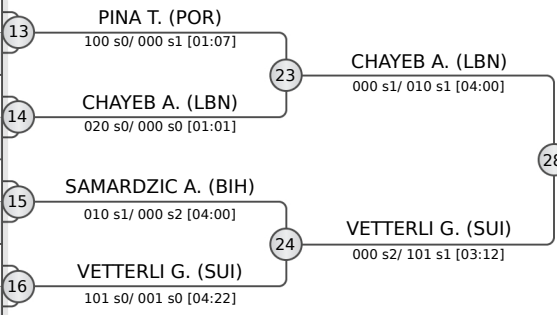 PINA T. (POR)
13
100 s0/ 000 s1 [01:07]
23
CHAYEB A. (LBN)
000 s1/ 010 s1 [04:00]
CHAYEB A. (LBN)
14
020 s0/ 000 s0 [01:01]
28
SAMARDZIC A. (BIH)
15
010 s1/ 000 s2 [04:00]
24
VETTERLI G. (SUI)
000 s2/ 101 s1 [03:12]
VETTERLI G. (SUI)
16
101 s0/ 001 s0 [04:22]